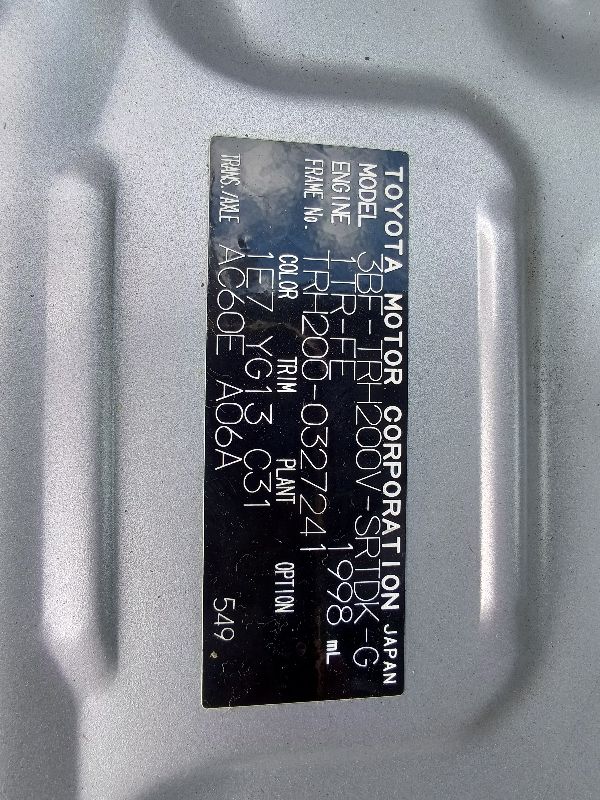 TOYOTA MOTOR CORPORATION JAPAN
MODEL 3BF-TRH200V-SRTDK-G
ENGINE 1TR-FE 1998 mL
FRAME No. TRH200-0327241
COLOR TRIM PLANT OPTION
1E7 YG13 C31
TRANS./AXLE AC60E A06A 549